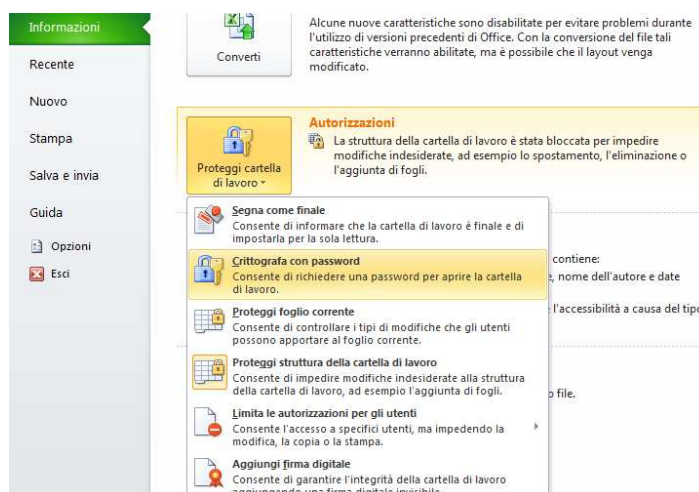 Informazioni
Recente
Nuovo
Stampa
Salva e invia
Guida
Opzioni
Esci
Converti
Alcune nuove caratteristiche sono disabilitate per evitare problemi durante
l'utilizzo di versioni precedenti di Office. Con la conversione del file tali
caratteristiche verranno abilitate, ma è possibile che il layout venga
modificato.
Proteggi cartella
di lavoro
Autorizzazioni
La struttura della cartella di lavoro è stata bloccata per impedire
modifiche indesiderate, ad esempio lo spostamento, l'eliminazione o
l'aggiunta di fogli.
Segna come finale
Consente di informare che la cartella di lavoro è finale e di
impostarla per la sola lettura.
Crittografa con password
Consente di richiedere una password per aprire la cartella
di lavoro.
Proteggi foglio corrente
Consente di controllare i tipi di modifiche che gli utenti
possono apportare al foglio corrente.
Proteggi struttura della cartella di lavoro
Consente di impedire modifiche indesiderate alla struttura
della cartella di lavoro, ad esempio l'aggiunta di fogli.
Limita le autorizzazioni per gli utenti
Consente l'accesso a specifici utenti, ma impedendo la
modifica, la copia o la stampa.
Aggiungi firma digitale
Consente di garantire l'integrità della cartella di lavoro
aggiungendo una firma digitale invisibile.
contiene:
, nome dell'autore e date
l'accessibilità a causa del tipo
o file.